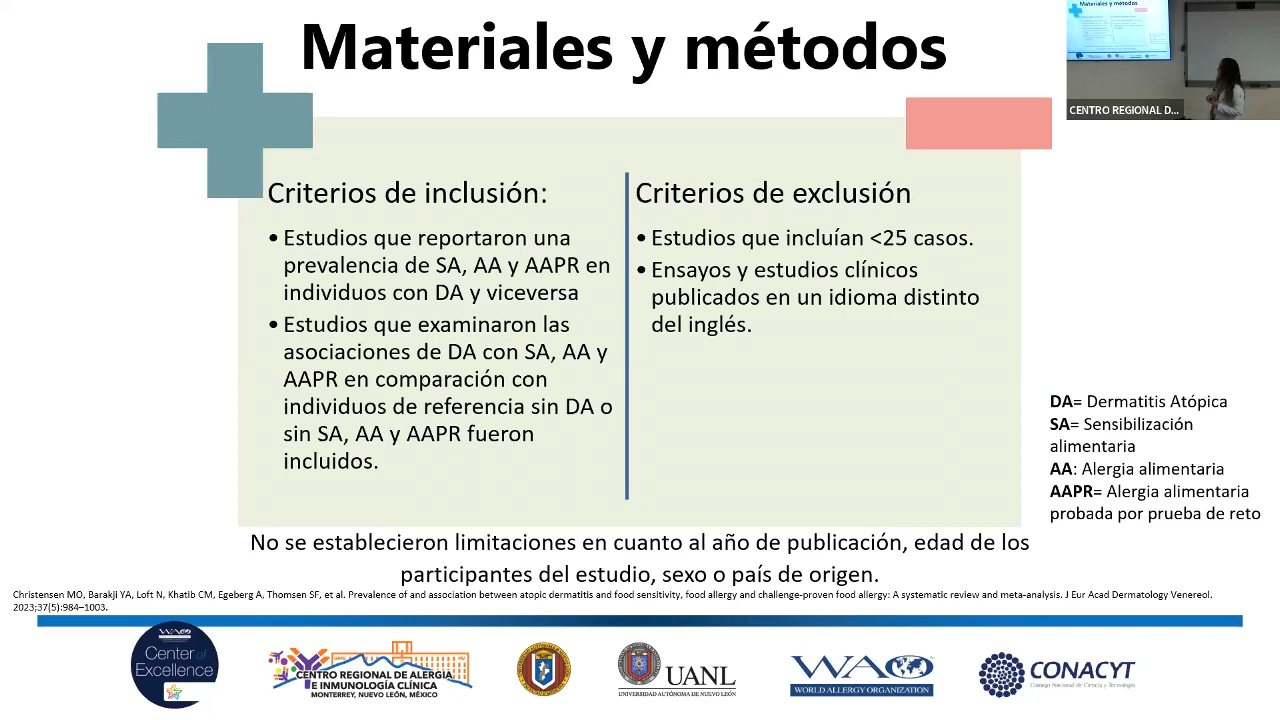 Materiales y métodos
CENTRO REGIONAL D...
Materiales y métodos
Criterios de inclusión:
• Estudios que reportaron una
prevalencia de SA, AA y AAPR en
individuos con DA y viceversa
• Estudios que examinaron las
asociaciones de DA con SA, AA y
AAPR en comparación con
individuos de referencia sin DA o
sin SA, AA y AAPR fueron
incluidos.
Criterios de exclusión
• Estudios que incluían <25 casos.
• Ensayos y estudios clínicos
publicados en un idioma distinto
del inglés.
DA= Dermatitis Atópica
SA= Sensibilización
alimentaria
AA: Alergia alimentaria
AAPR= Alergia alimentaria
probada por prueba de reto
No se establecieron limitaciones en cuanto al año de publicación, edad de los
participantes del estudio, sexo o país de origen.
Christensen MO, Barakji YA, Loft N, Khatib CM, Egeberg A, Thomsen SF, et al. Prevalence of and association between atopic dermatitis and food sensitivity, food allergy and challenge-proven food allergy: A systematic review and meta-analysis. J Eur Acad Dermatology Venereol.
2023;37(5):984–1003.
WAO
Center of
Excellence
UANL
CENTRO REGIONAL DE ALERGIA
E INMUNOLOGÍA CLÍNICA
MONTERREY, NUEVO LEÓN, MÉXICO
UANL
UNIVERSIDAD AUTÓNOMA DE NUEVO LEÓN
WAO
WORLD ALLERGY ORGANIZATION
CONACYT
Consejo Nacional de Ciencia y Tecnología